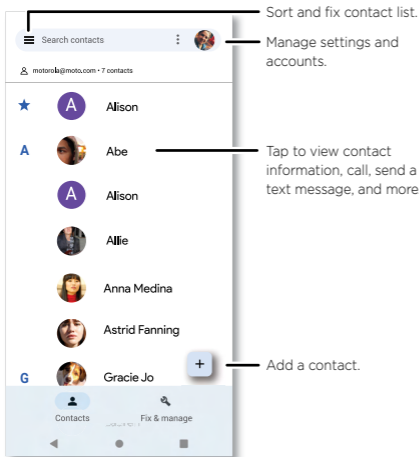 Sort and fix contact list.
Search contacts
Manage settings and
accounts.
motorola@moto.com • 7 contacts
A Alison
A A Abe
Tap to view contact
information, call, send a
text message, and more
A Alison
Allie
Anna Medina
Astrid Fanning
+
Add a contact.
G Gracie Jo
Contacts Fix & manage